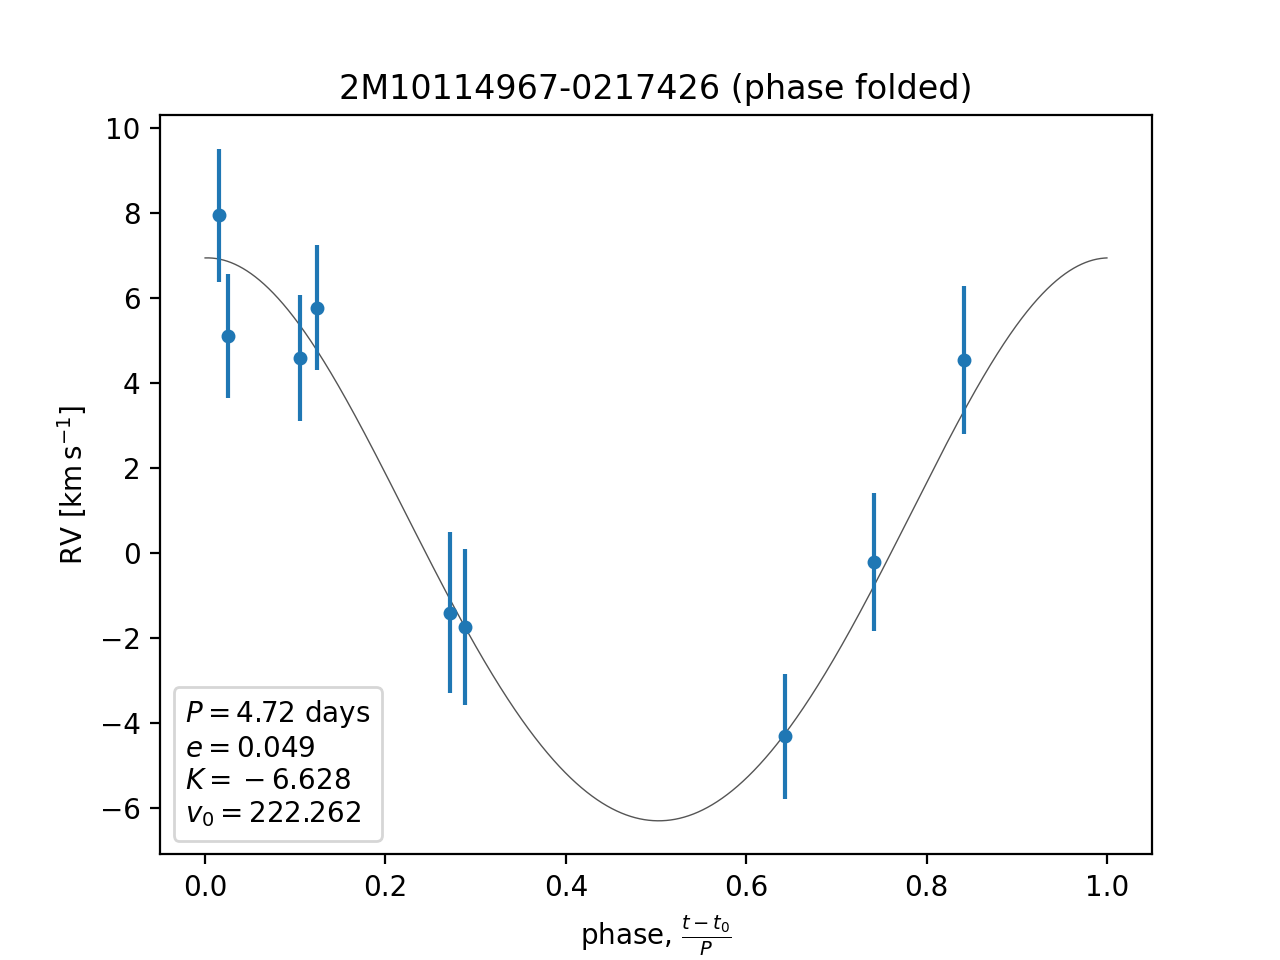 2M10114967-0217426 (phase folded)
RV [km s⁻¹]
10
8
6
4
2
0
−2
−4
−6
P = 4.72 days
e = 0.049
K = −6.628
v₀ = 222.262
0.0 0.2 0.4 0.6 0.8 1.0
phase, (t − t₀)/P